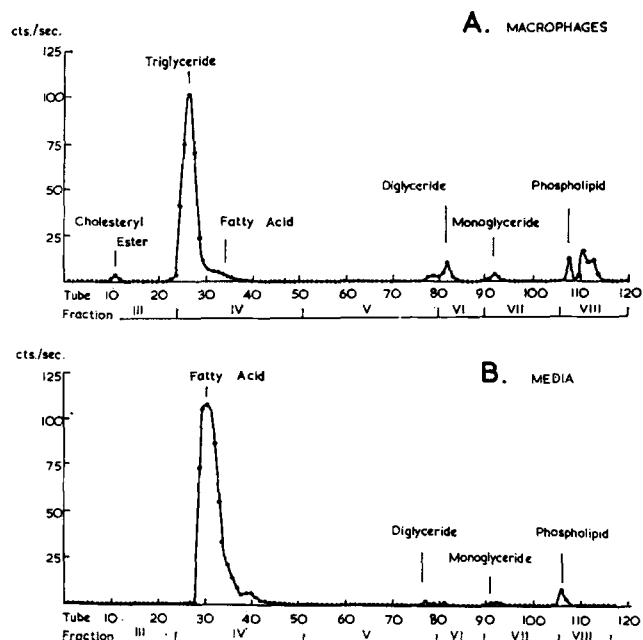 A. MACROPHAGES
cts./sec.
125
Triglyceride
100
75
50
Diglyceride
Phospholipid
Cholesteryl
Ester
Fatty Acid
Monoglyceride
25
Tube 10 20 30 40 50 60 70 80 90 100 110 120
Fraction III IV V VI VII VIII
B. MEDIA
cts./sec.
125
Fatty Acid
100
75
50
Diglyceride
Phospholipid
Monoglyceride
25
Tube 10 20 30 40 50 60 70 80 90 100 110 120
Fraction III IV V VI VII VIII